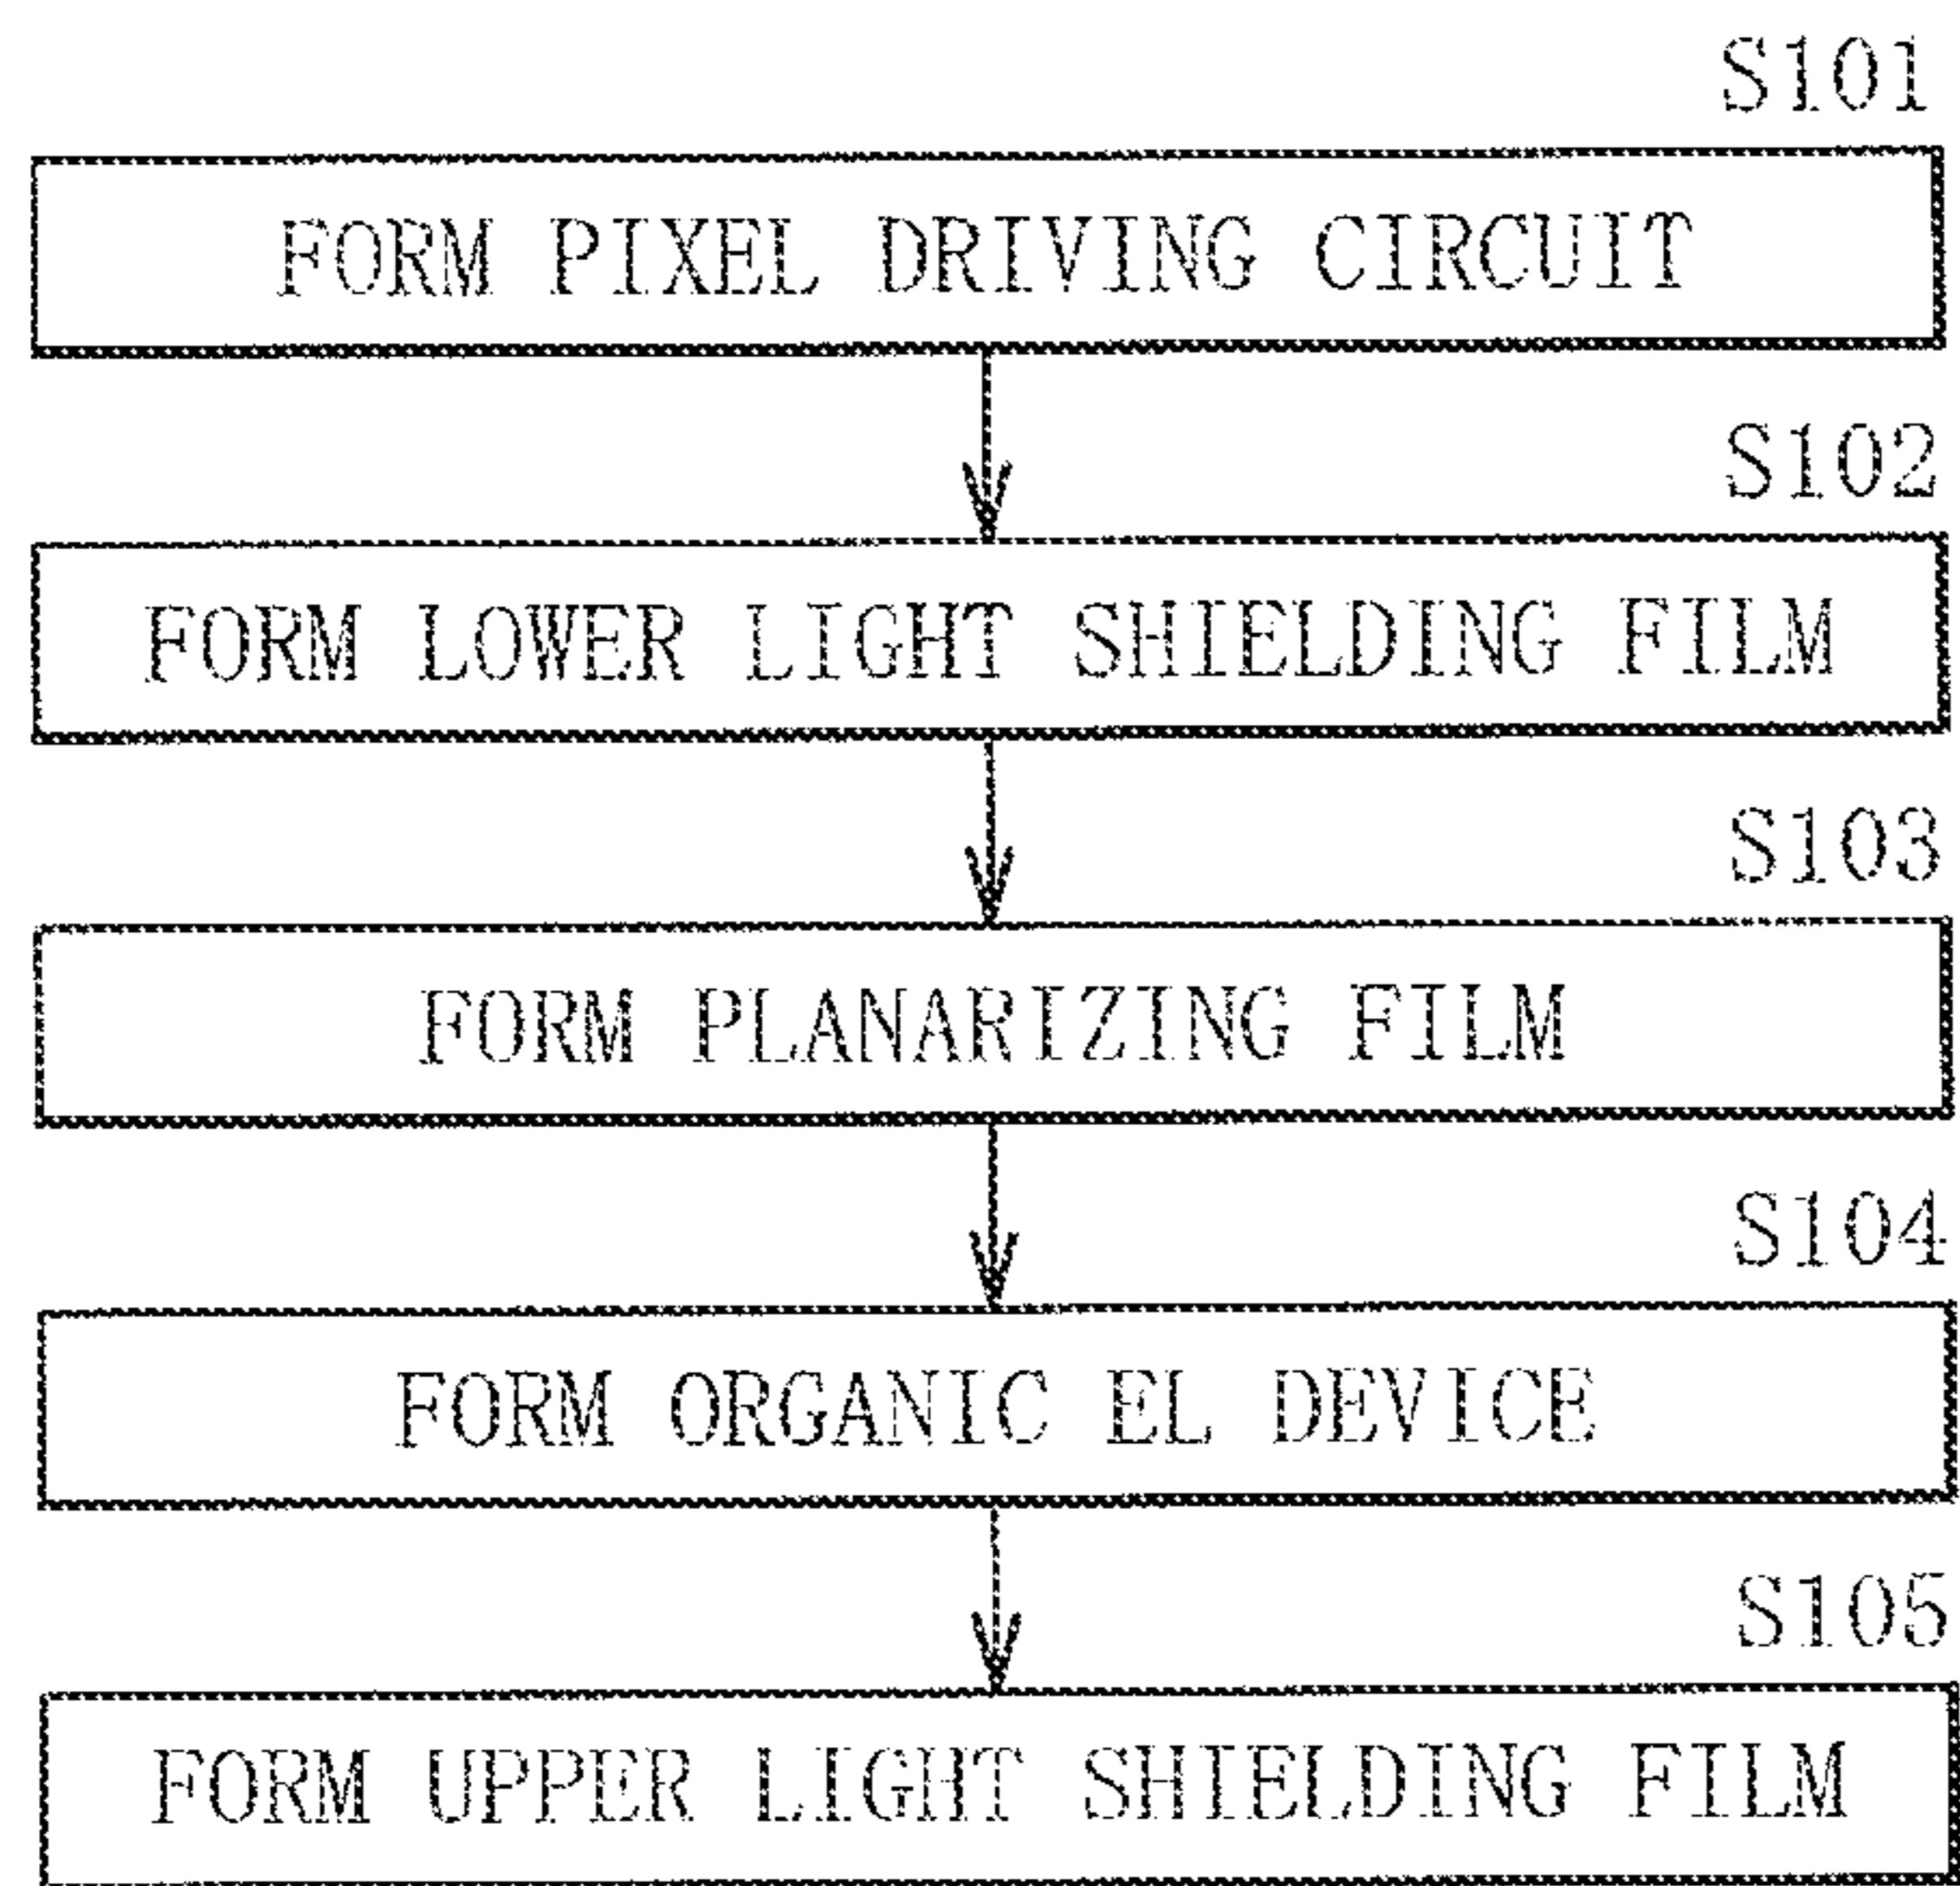 S101
FORM PIXEL DRIVING CIRCUIT
S102
FORM LOWER LIGHT SHIELDING FILM
S103
FORM PLANARIZING FILM
S104
FORM ORGANIC EL DEVICE
S105
FORM UPPER LIGHT SHIELDING FILM